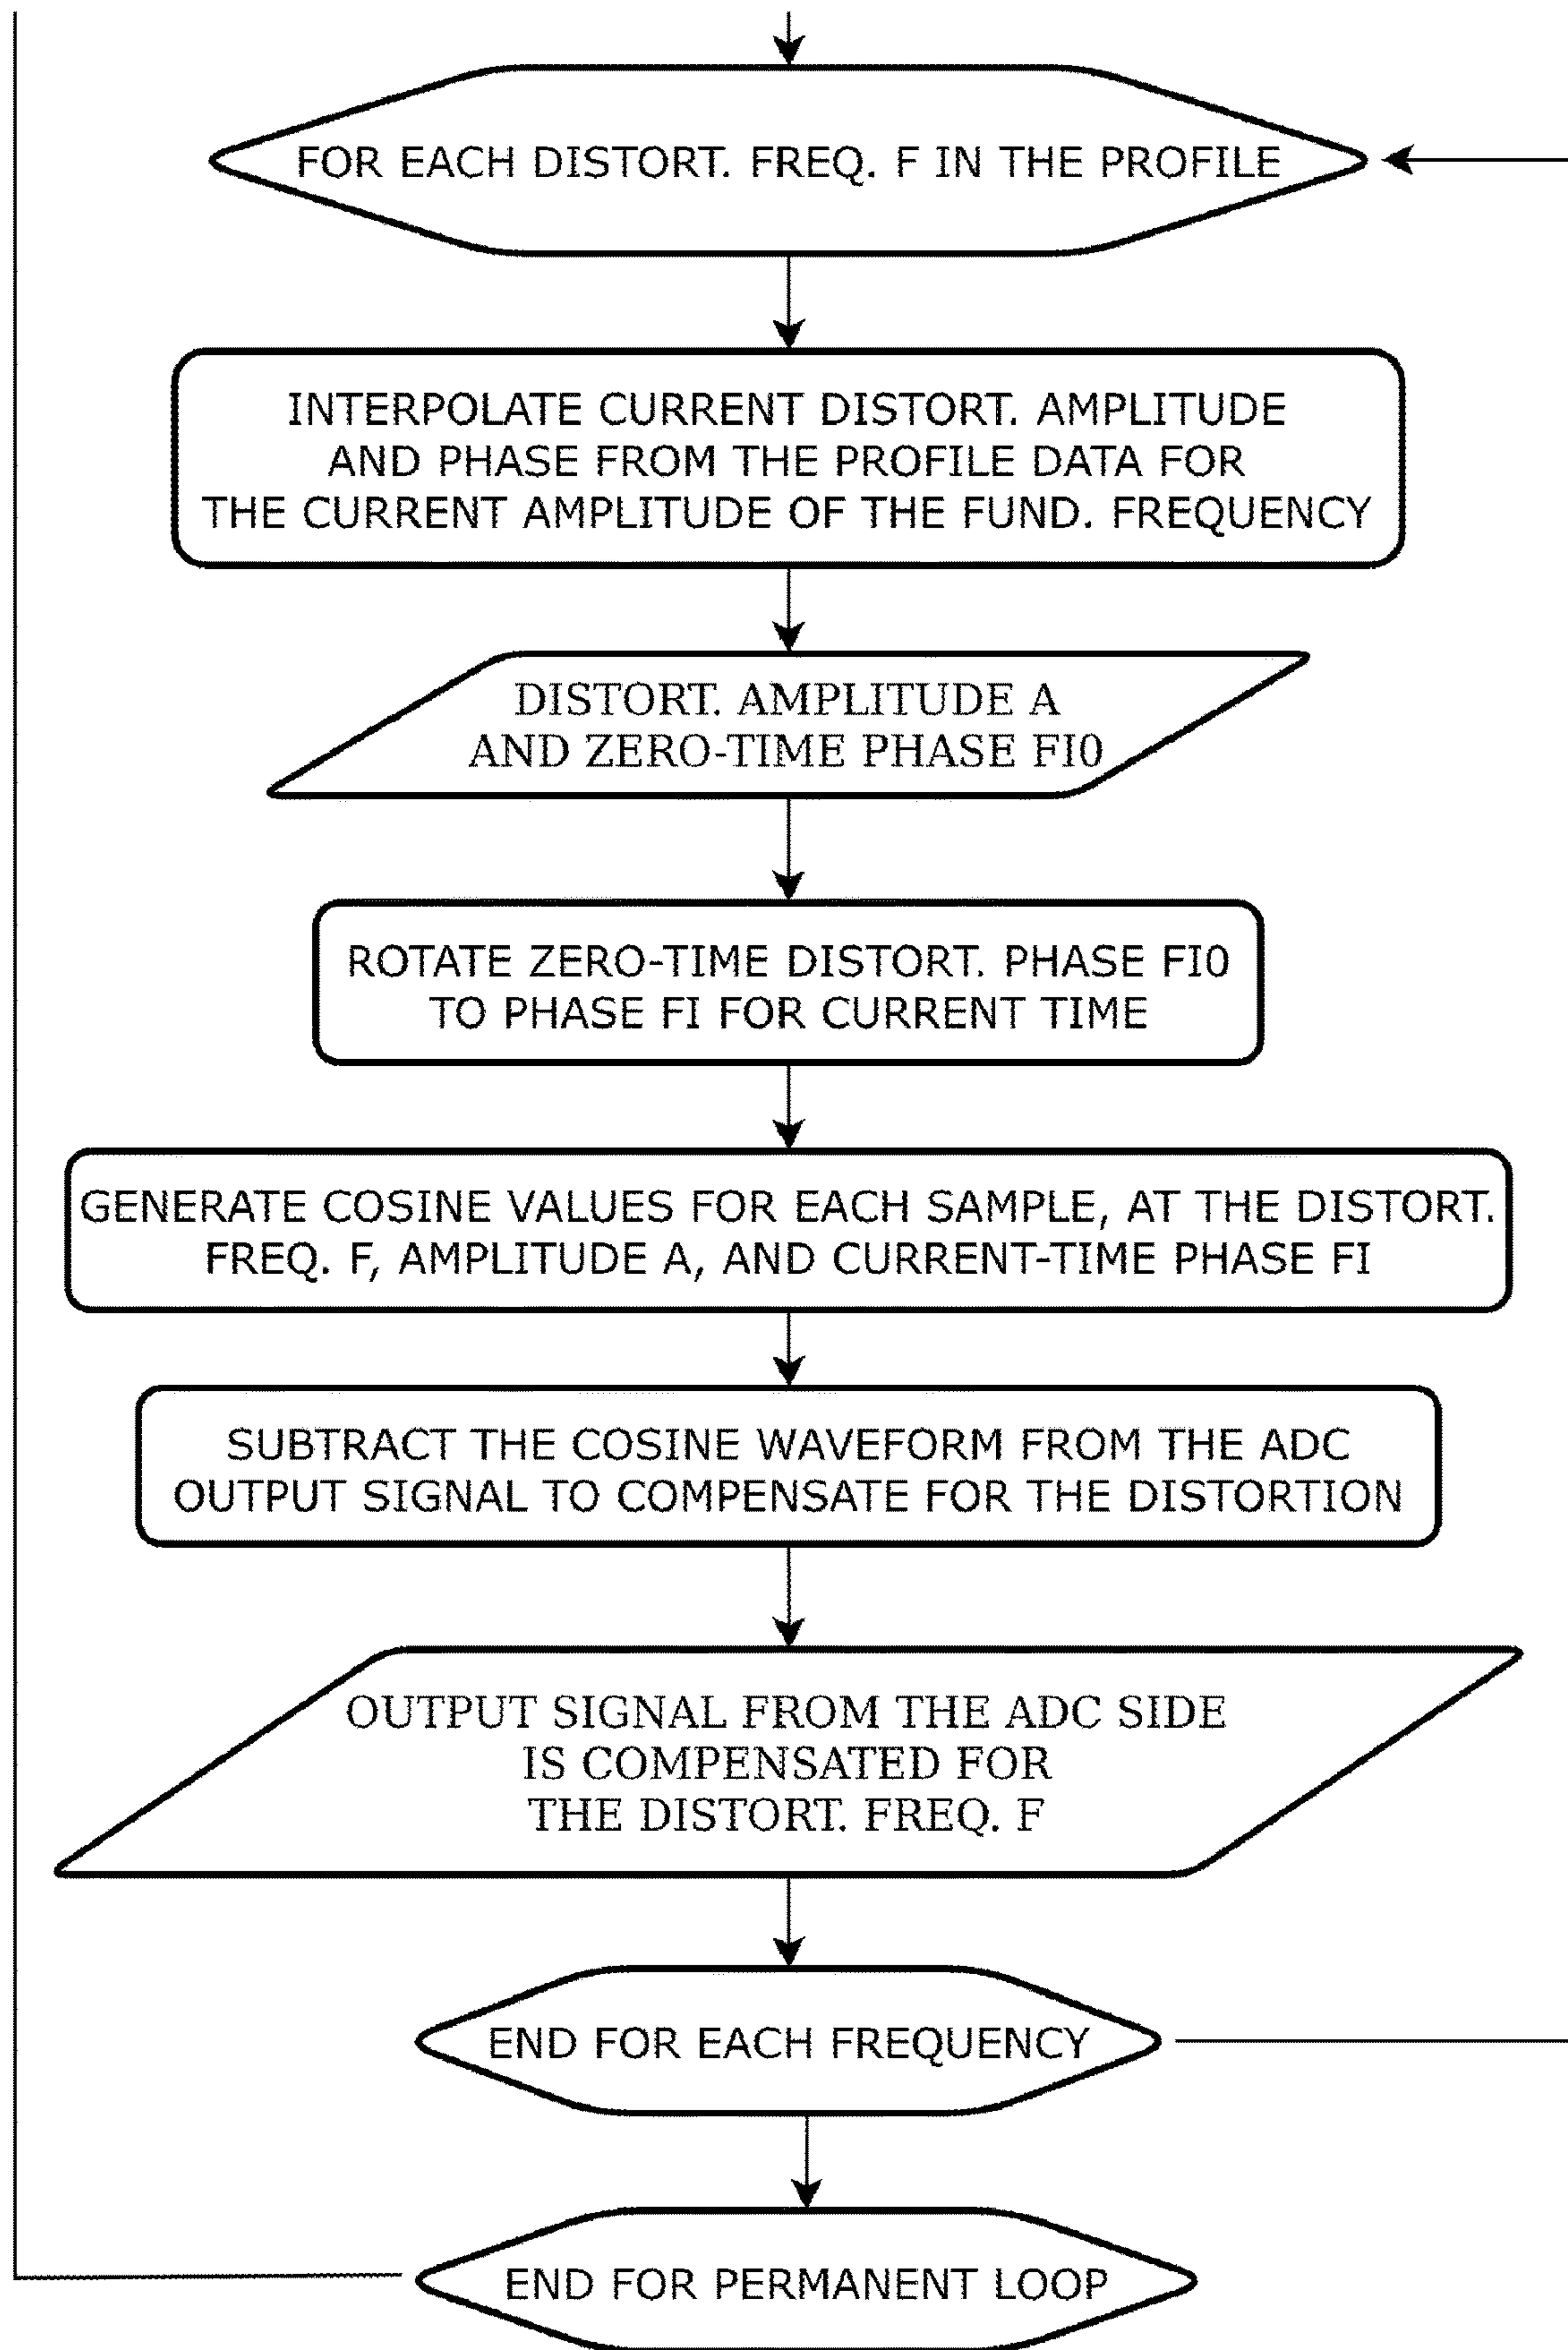 FOR EACH DISTORT. FREQ. F IN THE PROFILE
INTERPOLATE CURRENT DISTORT. AMPLITUDE
AND PHASE FROM THE PROFILE DATA FOR
THE CURRENT AMPLITUDE OF THE FUND. FREQUENCY
DISTORT. AMPLITUDE A
AND ZERO-TIME PHASE FI0
ROTATE ZERO-TIME DISTORT. PHASE FI0
TO PHASE FI FOR CURRENT TIME
GENERATE COSINE VALUES FOR EACH SAMPLE, AT THE DISTORT.
FREQ. F, AMPLITUDE A, AND CURRENT-TIME PHASE FI
SUBTRACT THE COSINE WAVEFORM FROM THE ADC
OUTPUT SIGNAL TO COMPENSATE FOR THE DISTORTION
OUTPUT SIGNAL FROM THE ADC SIDE
IS COMPENSATED FOR
THE DISTORT. FREQ. F
END FOR EACH FREQUENCY
END FOR PERMANENT LOOP